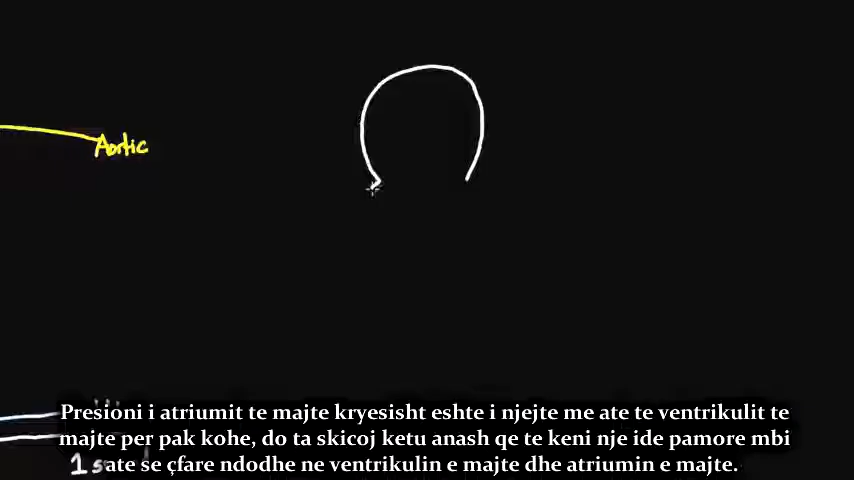 Aortic
Presioni i atriumit te majte kryesisht eshte i njejte me ate te ventrikulit te
majte per pak kohe, do ta skicoj ketu anash qe te keni nje ide pamore mbi
ate se çfare ndodhe ne ventrikulin e majte dhe atriumin e majte.
1